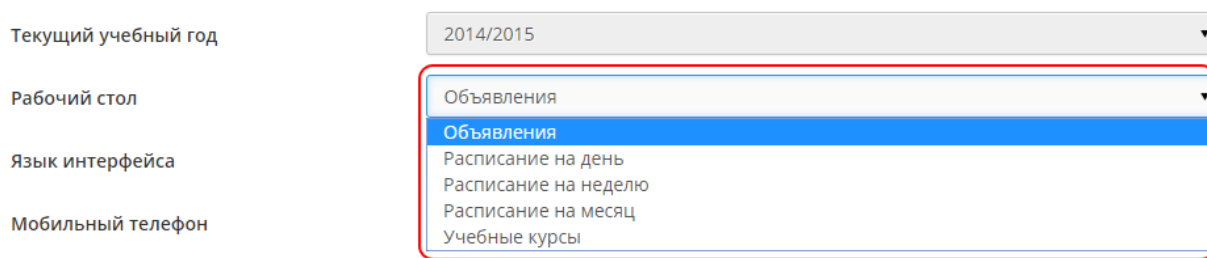 Текущий учебный год 2014/2015
Рабочий стол Объявления
Объявления
Язык интерфейса Расписание на день
Расписание на неделю
Мобильный телефон Расписание на месяц
Учебные курсы